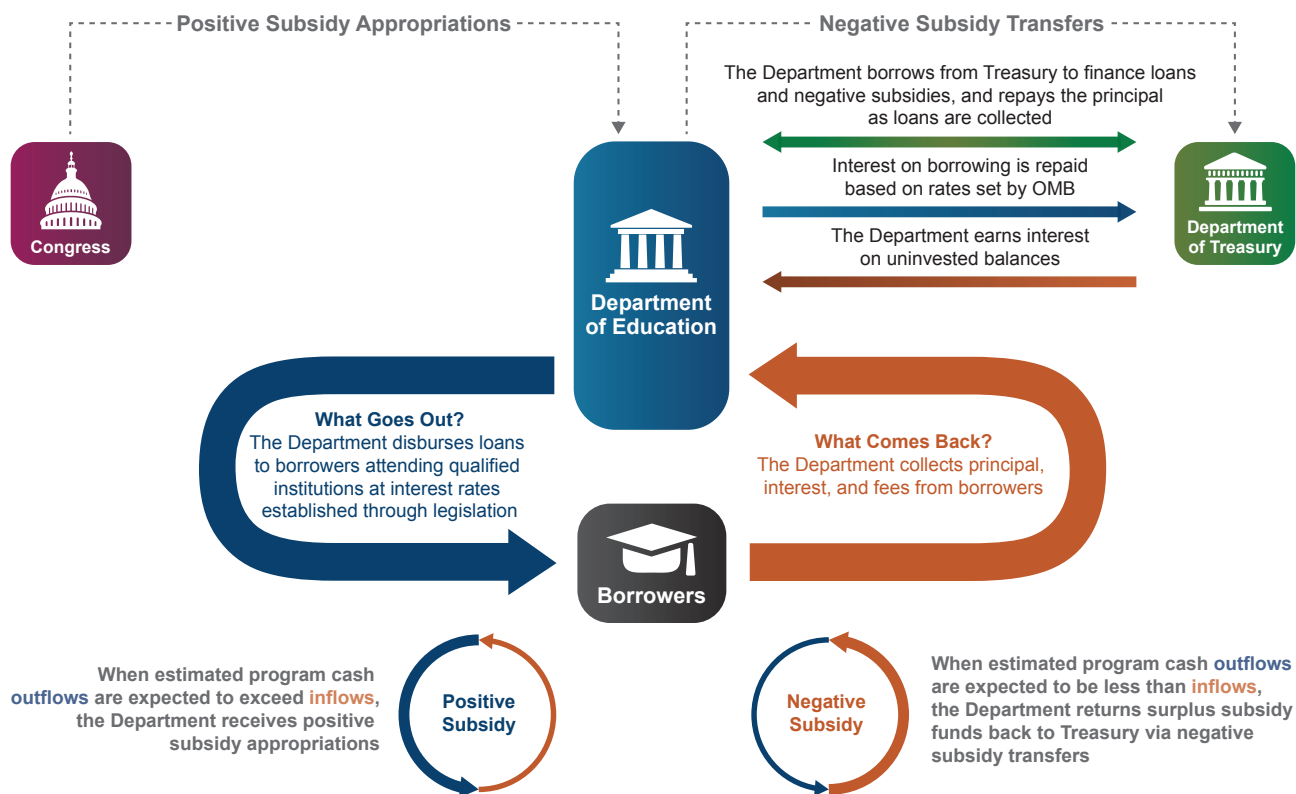 Positive Subsidy Appropriations
Negative Subsidy Transfers
The Department borrows from Treasury to finance loans
and negative subsidies, and repays the principal
as loans are collected
Interest on borrowing is repaid
based on rates set by OMB
The Department earns interest
on uninvested balances
Congress
Department
of Education
Department
of Treasury
What Goes Out?
The Department disburses loans
to borrowers attending qualified
institutions at interest rates
established through legislation
What Comes Back?
The Department collects principal,
interest, and fees from borrowers
Borrowers
When estimated program cash
outflows are expected to exceed inflows,
the Department receives positive
subsidy appropriations
Positive
Subsidy
Negative
Subsidy
When estimated program cash outflows
are expected to be less than inflows,
the Department returns surplus subsidy
funds back to Treasury via negative
subsidy transfers